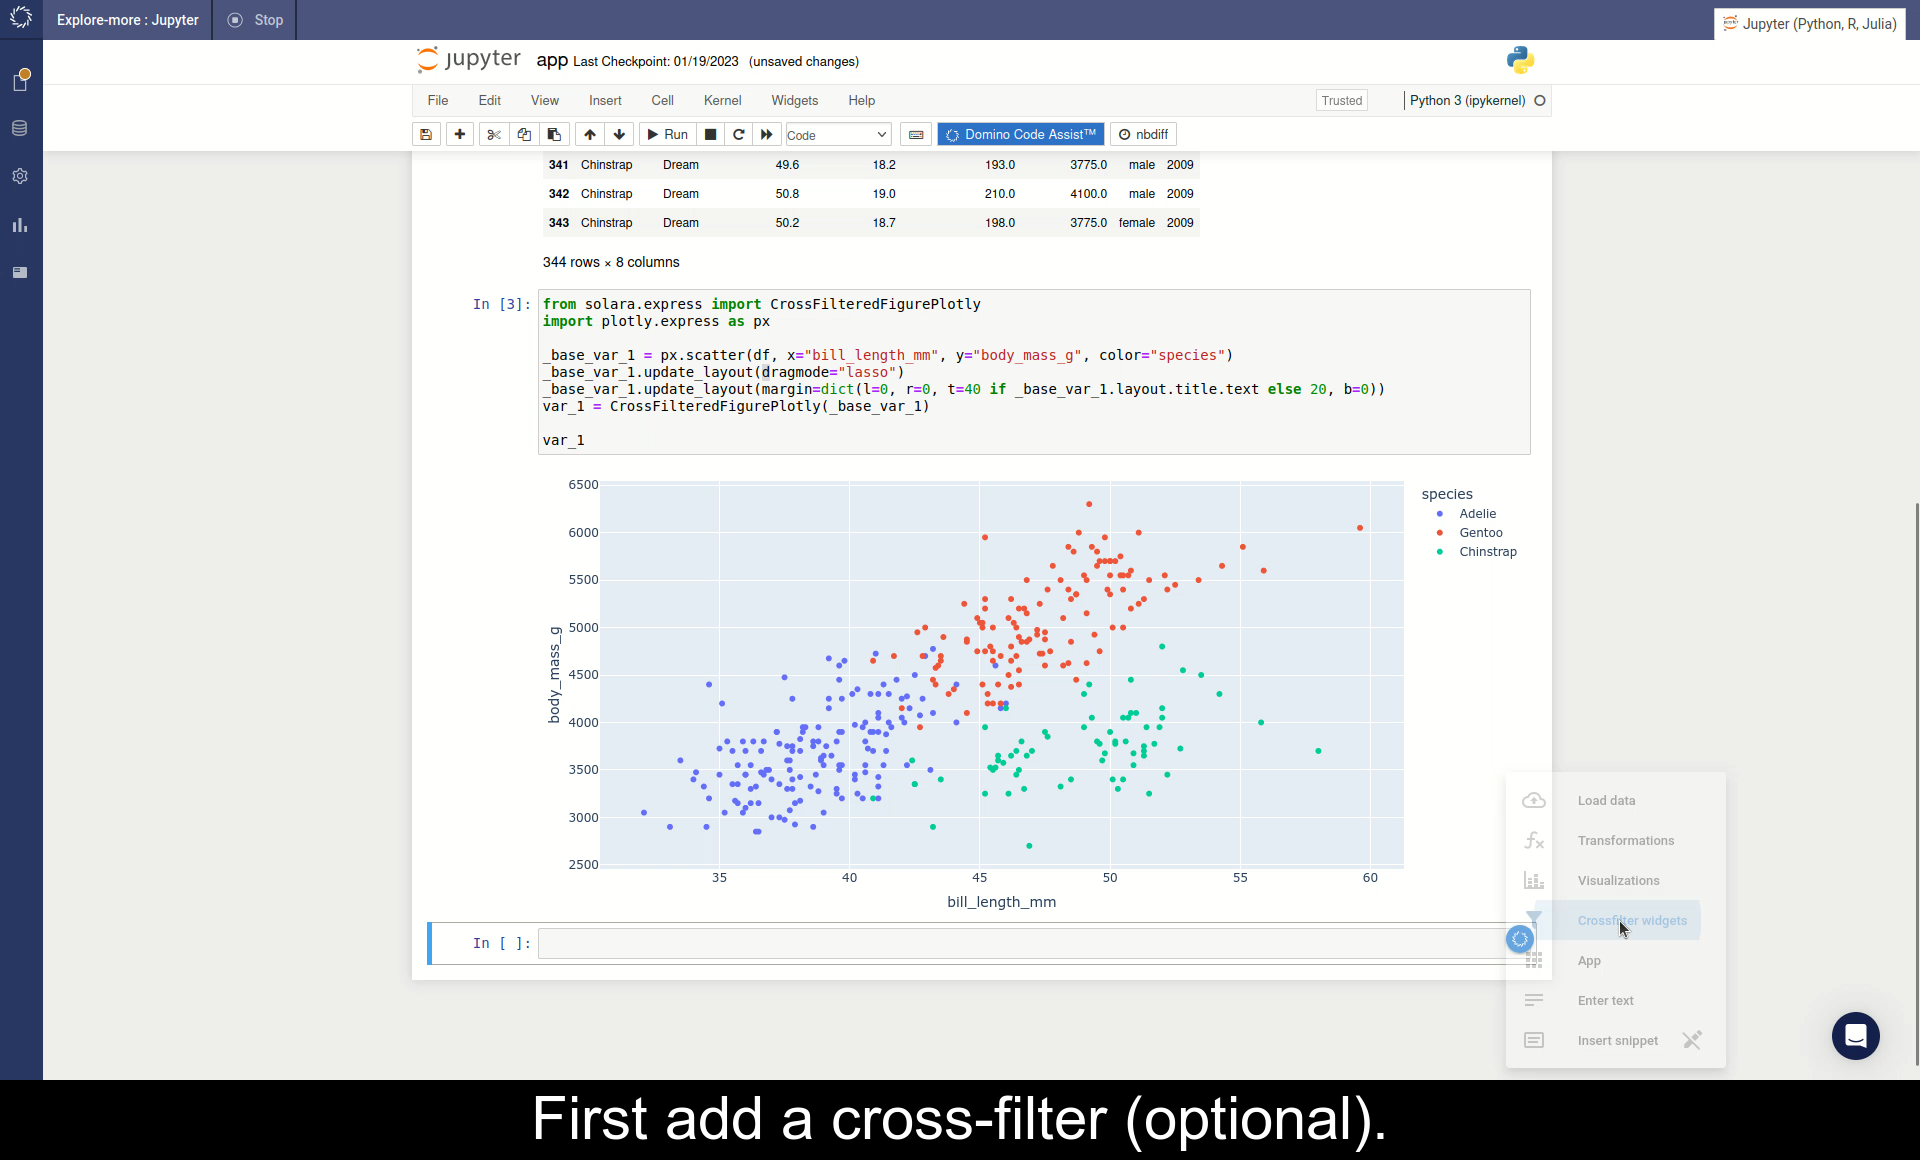 Explore-more : Jupyter
Stop
Jupyter (Python, R, Julia)
jupyter app Last Checkpoint: 01/19/2023 (unsaved changes)
File Edit View Insert Cell Kernel Widgets Help
Trusted
Python 3 (ipykernel)
Run
Code
Domino Code Assist™
nbdiff
341 Chinstrap Dream 49.6 18.2 193.0 3775.0 male 2009
342 Chinstrap Dream 50.8 19.0 210.0 4100.0 male 2009
343 Chinstrap Dream 50.2 18.7 198.0 3775.0 female 2009
344 rows × 8 columns
In [3]:
from solara.express import CrossFilteredFigurePlotly
import plotly.express as px
_base_var_1 = px.scatter(df, x="bill_length_mm", y="body_mass_g", color="species")
_base_var_1.update_layout(dragmode="lasso")
_base_var_1.update_layout(margin=dict(l=0, r=0, t=40 if _base_var_1.layout.title.text else 20, b=0))
var_1 = CrossFilteredFigurePlotly(_base_var_1)
var_1
6500
6000
5500
5000
4500
4000
3500
3000
2500
body_mass_g
35 40 45 50 55 60
bill_length_mm
species
Adelie
Gentoo
Chinstrap
In [ ]:
Load data
Transformations
Visualizations
Crossfilter widgets
App
Enter text
Insert snippet
First add a cross-filter (optional).